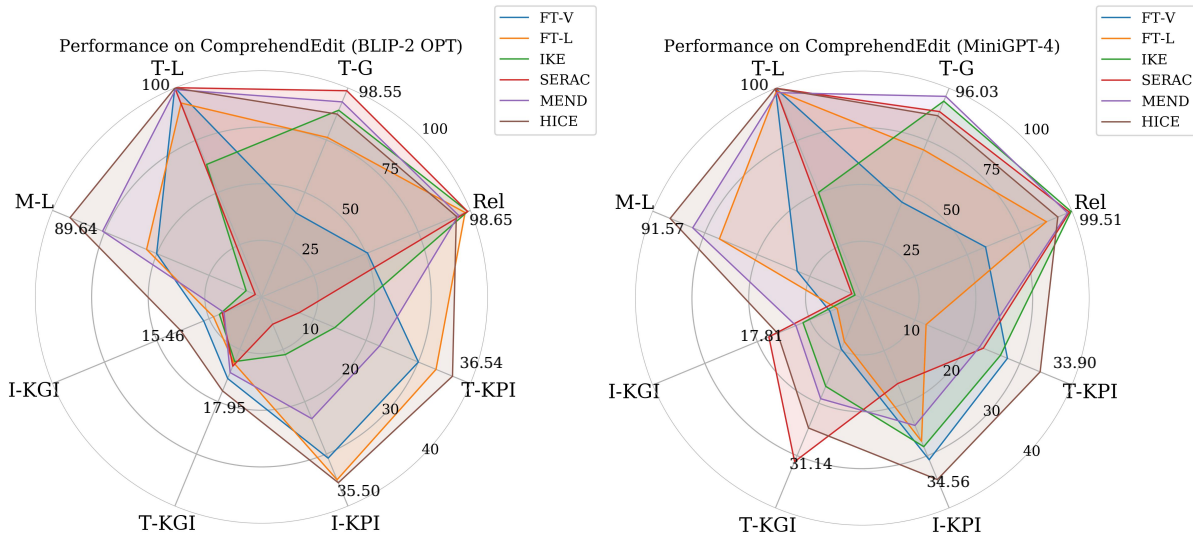 Performance on ComprehendEdit (BLIP-2 OPT)
FT-V
FT-L
IKE
SERAC
MEND
HICE
T-L
T-G
100
98.55
100
75
50
25
M-L
89.64
Rel
98.65
I-KGI
15.46
10
20
30
40
36.54
T-KPI
17.95
T-KGI
35.50
I-KPI
Performance on ComprehendEdit (MiniGPT-4)
FT-V
FT-L
IKE
SERAC
MEND
HICE
T-L
T-G
100
96.03
100
75
50
25
M-L
91.57
Rel
99.51
I-KGI
17.81
10
20
30
40
33.90
T-KPI
31.14
T-KGI
34.56
I-KPI